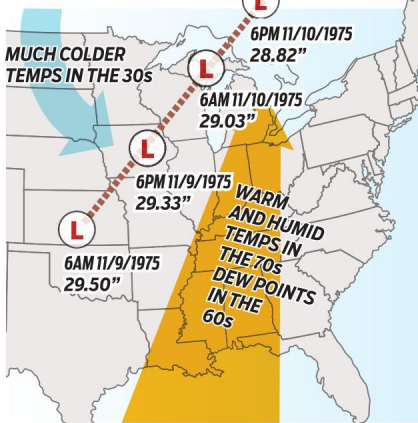 L
6PM 11/10/1975
28.82"
MUCH COLDER
TEMPS IN THE 30s
L
6AM 11/10/1975
29.03"
L
6PM 11/9/1975
29.33"
L
6AM 11/9/1975
29.50"
WARM
AND HUMID
TEMPS IN
THE 70s
DEW POINTS
IN THE
60s